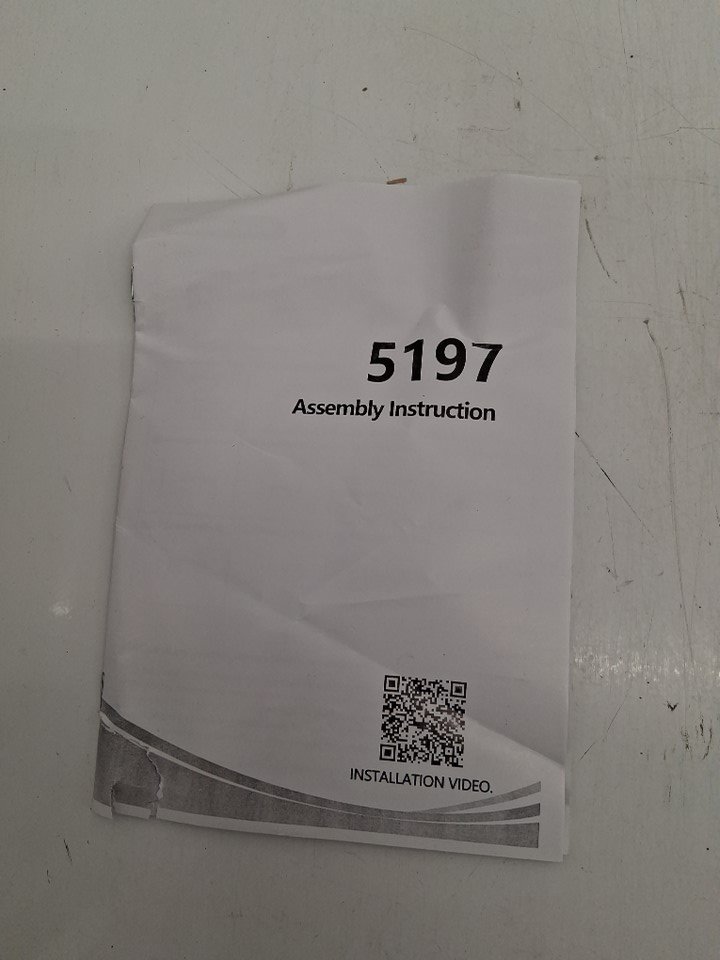 5197
Assembly Instruction
INSTALLATION VIDEO.